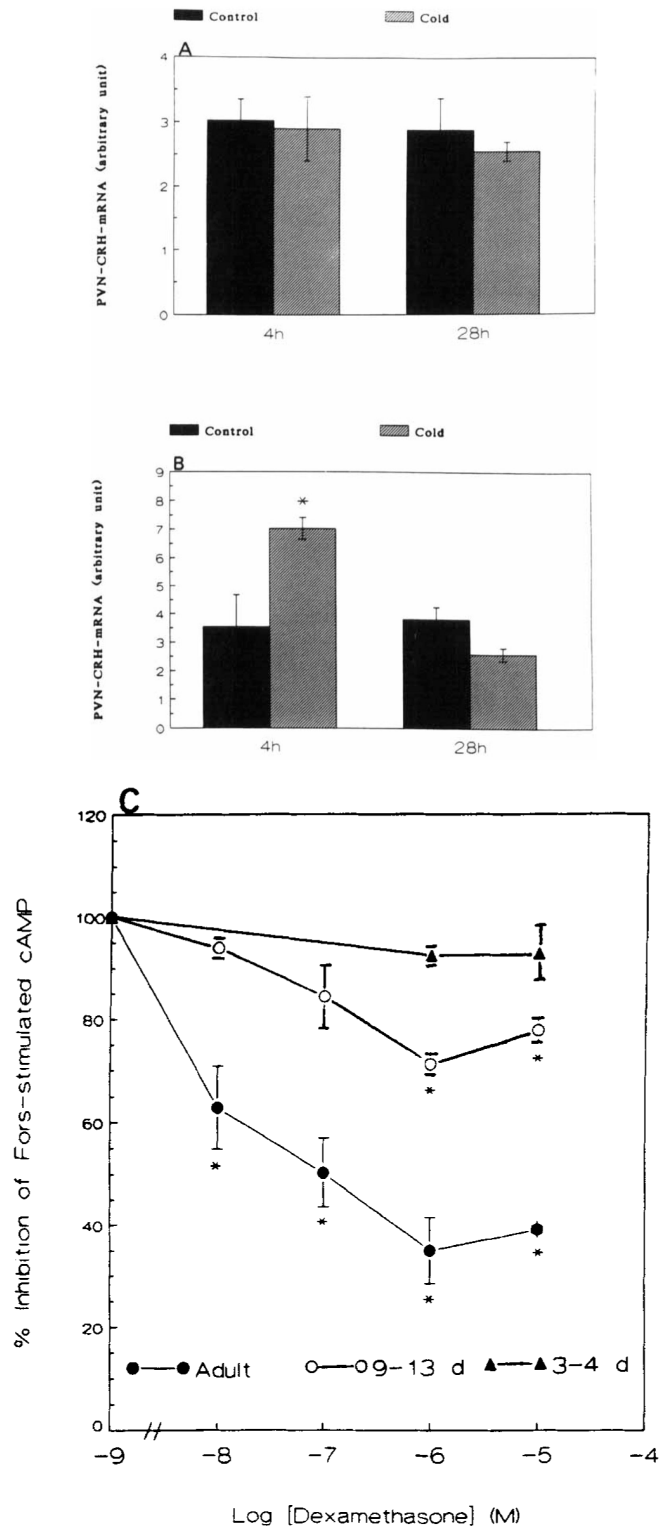 Control Cold
A
PVN-CRH-mRNA (arbitrary unit)
4
3
2
1
0
4h 28h
Control Cold
B
PVN-CRH-mRNA (arbitrary unit)
9
8
7
6
5
4
3
2
1
0
*
4h 28h
C
% Inhibition of Fors-stimulated cAMP
120
100
80
60
40
20
0
*
*
*
*
*
*
Adult 9-13 d 3-4 d
-9 -8 -7 -6 -5 -4
Log [Dexamethasone] (M)